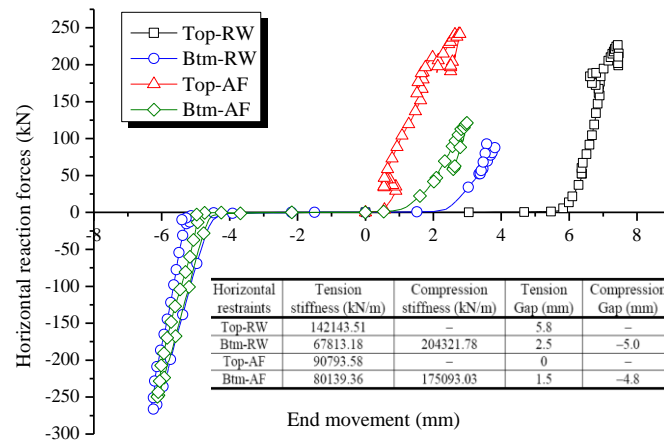 250
200
150
100
50
0
-50
-100
-150
-200
-250
-300
Horizontal reaction forces (kN)
Top-RW
Btm-RW
Top-AF
Btm-AF
-8 -6 -4 -2 0 2 4 6 8
Horizontal restraints Tension stiffness (kN/m) Compression stiffness (kN/m) Tension Gap (mm) Compression Gap (mm)
Top-RW 142143.51 – 5.8 –
Btm-RW 67813.18 204321.78 2.5 –5.0
Top-AF 90793.58 – 0 –
Btm-AF 80139.36 175093.03 1.5 –4.8
End movement (mm)